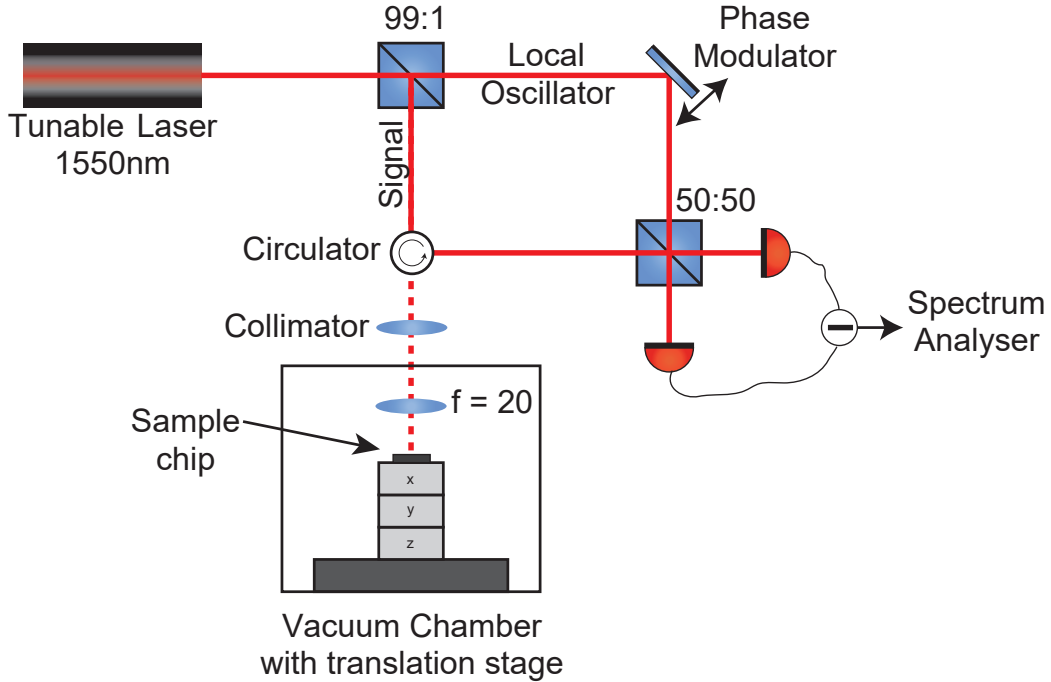 99:1
Phase
Modulator
Local
Oscillator
Tunable Laser
1550nm
Signal
50:50
Circulator
Collimator
Spectrum
Analyser
f = 20
Sample
chip
x
y
z
Vacuum Chamber
with translation stage